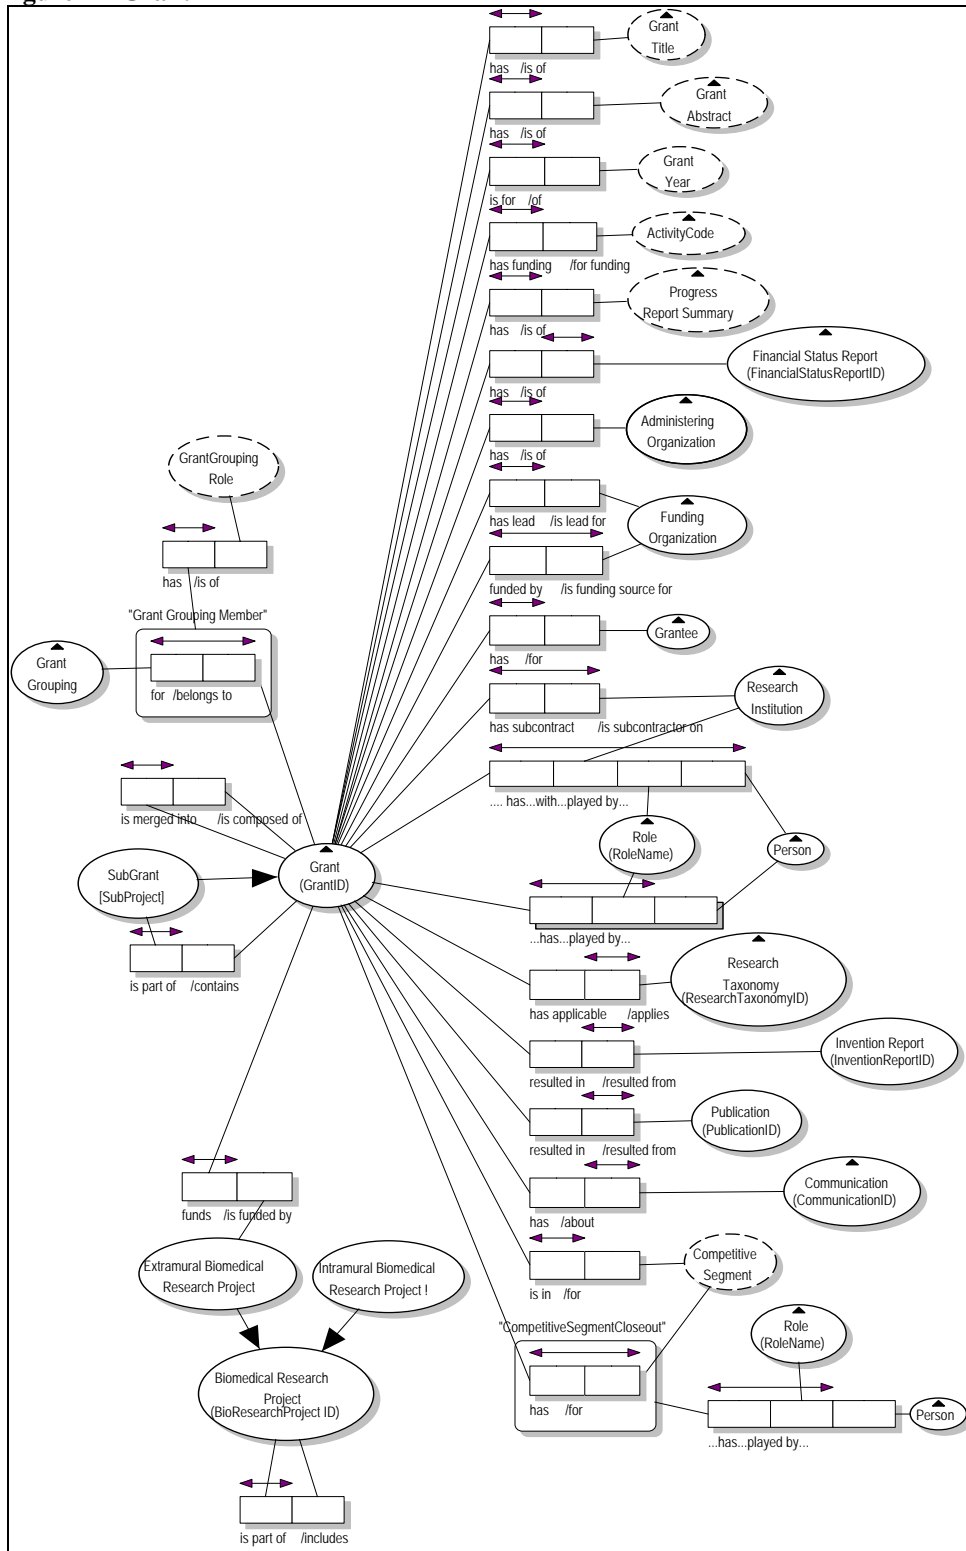 Grant
Title
has /is of
Grant
Abstract
has /is of
Grant
Year
is for /of
ActivityCode
has funding /for funding
Progress
Report Summary
has /is of
Financial Status Report
(FinancialStatusReportID)
has /is of
Administering
Organization
has /is of
GrantGrouping
Role
has /is of
has lead /is lead for
Funding
Organization
funded by /is funding source for
"Grant Grouping Member"
Grant
Grouping
for /belongs to
Grantee
has /for
Research
Institution
has subcontract /is subcontractor on
.... has...with...played by...
is merged into /is composed of
Role
(RoleName)
Person
SubGrant
[SubProject]
Grant
(GrantID)
...has...played by...
is part of /contains
Research
Taxonomy
(ResearchTaxonomyID)
has applicable /applies
Invention Report
(InventionReportID)
resulted in /resulted from
Publication
(PublicationID)
resulted in /resulted from
Communication
(CommunicationID)
has /about
funds /is funded by
Extramural Biomedical
Research Project
Intramural Biomedical
Research Project !
Competitive
Segment
is in /for
"CompetitiveSegmentCloseout"
has /for
Role
(RoleName)
Person
...has...played by...
Biomedical Research
Project
(BioResearchProject ID)
is part of /includes